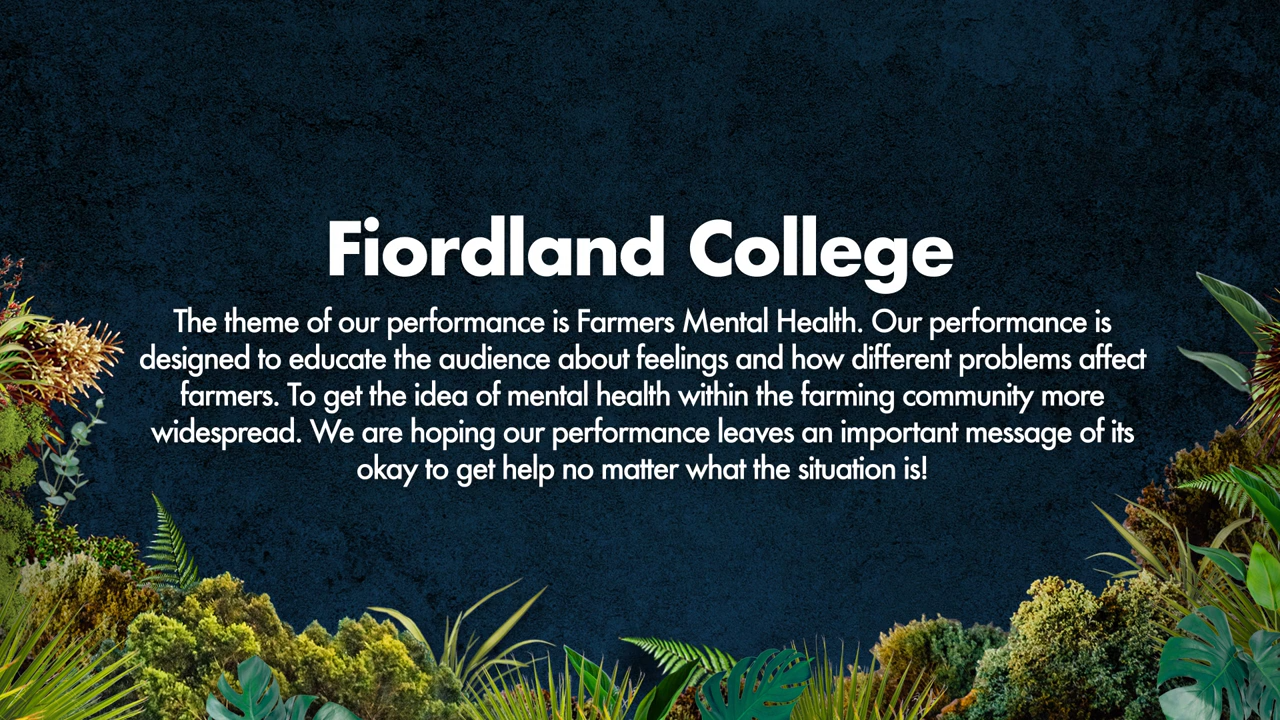 Fiordland College
The theme of our performance is Farmers Mental Health. Our performance is
designed to educate the audience about feelings and how different problems affect
farmers. To get the idea of mental health within the farming community more
widespread. We are hoping our performance leaves an important message of its
okay to get help no matter what the situation is!